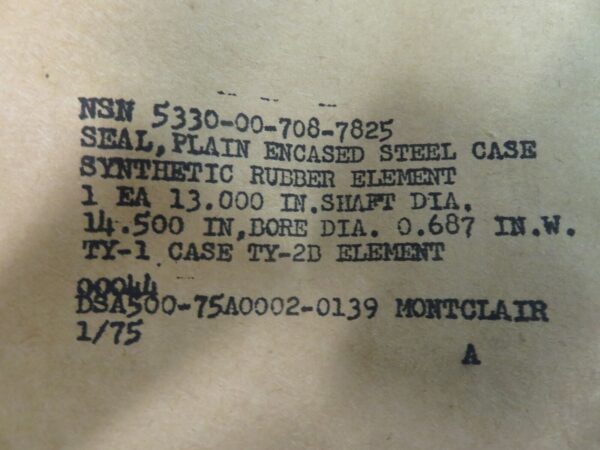 NSN 5330-00-708-7825
SEAL, PLAIN ENCASED STEEL CASE
SYNTHETIC RUBBER ELEMENT
1 EA 13.000 IN.SHAFT DIA.
14.500 IN,BORE DIA. 0.687 IN.W.
TY-1 CASE TY-2B ELEMENT
00044
DSA500-75A0002-0139 MONTCLAIR
1/75
A